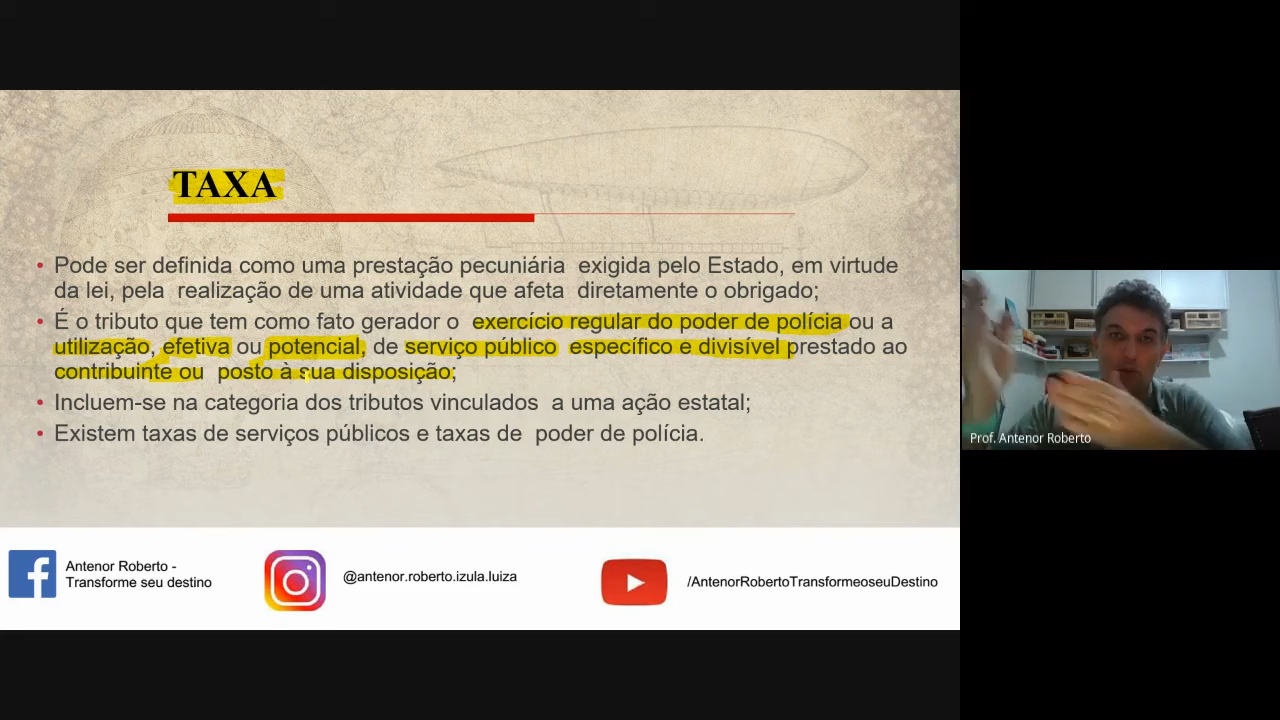 TAXA
• Pode ser definida como uma prestação pecuniária exigida pelo Estado, em virtude
da lei, pela realização de uma atividade que afeta diretamente o obrigado;
• É o tributo que tem como fato gerador o exercício regular do poder de polícia ou a
utilização, efetiva ou potencial, de serviço público específico e divisível prestado ao
contribuinte ou posto à sua disposição;
• Incluem-se na categoria dos tributos vinculados a uma ação estatal;
• Existem taxas de serviços públicos e taxas de poder de polícia.
Prof. Antenor Roberto
Antenor Roberto -
Transforme seu destino
@antenor.roberto.izula.luiza
/AntenorRobertoTransformeoseuDestino